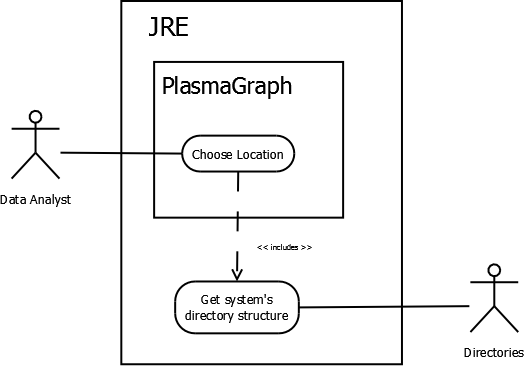 JRE
PlasmaGraph
Choose Location
Data Analyst
<< includes >>
Get system's
directory structure
Directories